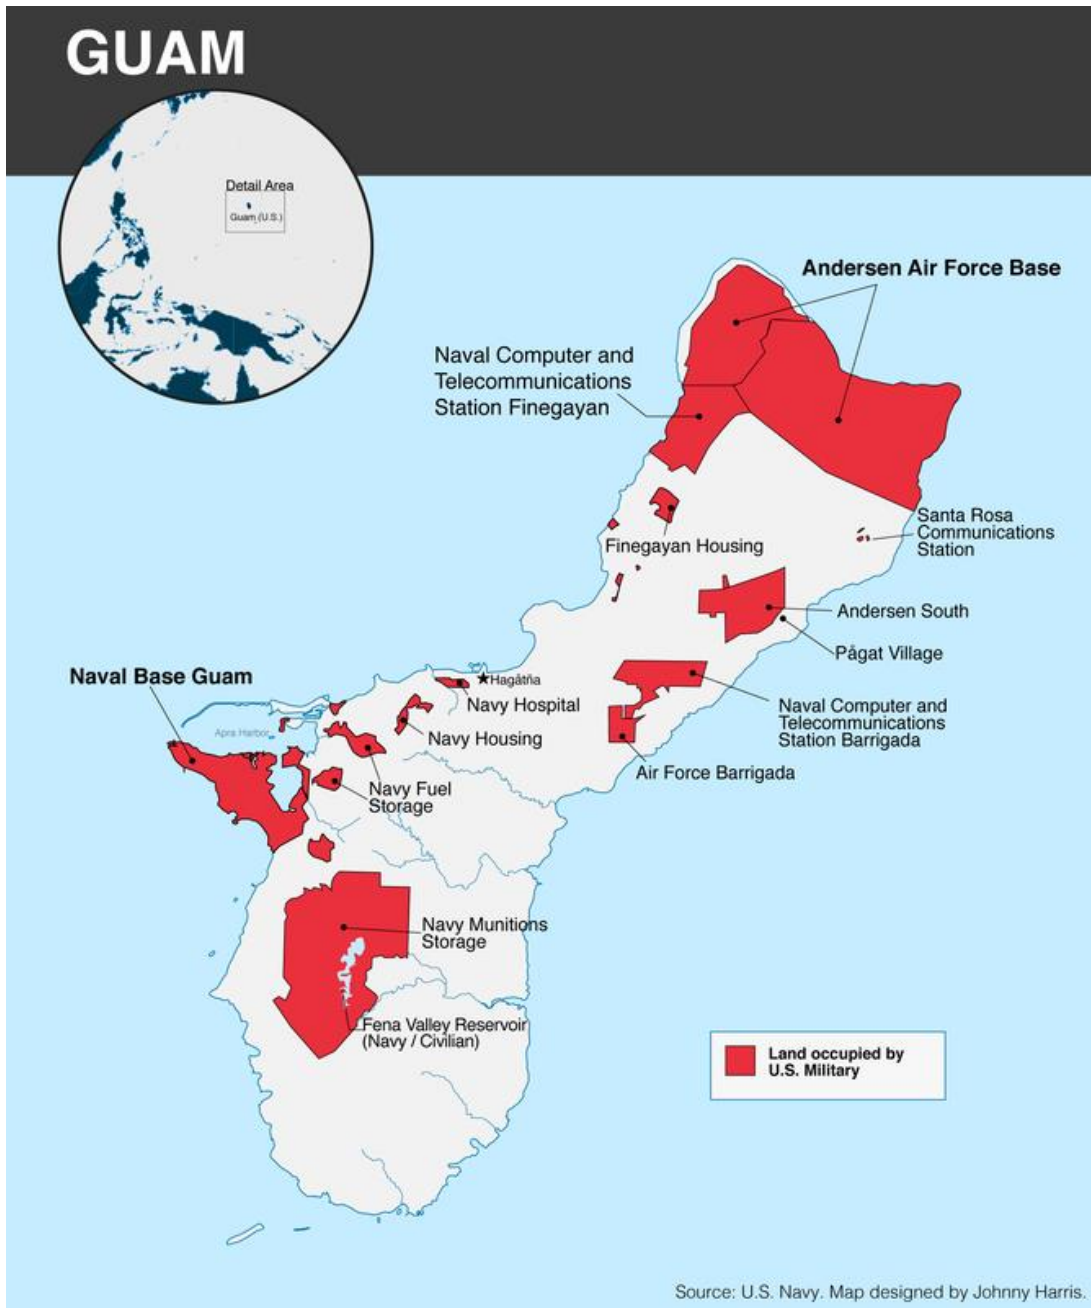 GUAM
Detail Area
Guam (U.S.)
Andersen Air Force Base
Naval Computer and
Telecommunications
Station Finegayan
Santa Rosa
Communications
Station
Finegayan Housing
Andersen South
Pågat Village
Naval Base Guam
Hagåtña
Navy Hospital
Naval Computer and
Telecommunications
Station Barrigada
Apra Harbor
Navy Housing
Air Force Barrigada
Navy Fuel
Storage
Navy Munitions
Storage
Fena Valley Reservoir
(Navy / Civilian)
Land occupied by
U.S. Military
Source: U.S. Navy. Map designed by Johnny Harris.